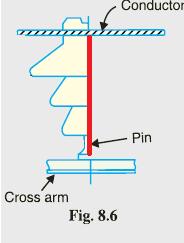 Conductor
Pin
Cross arm
Fig. 8.6